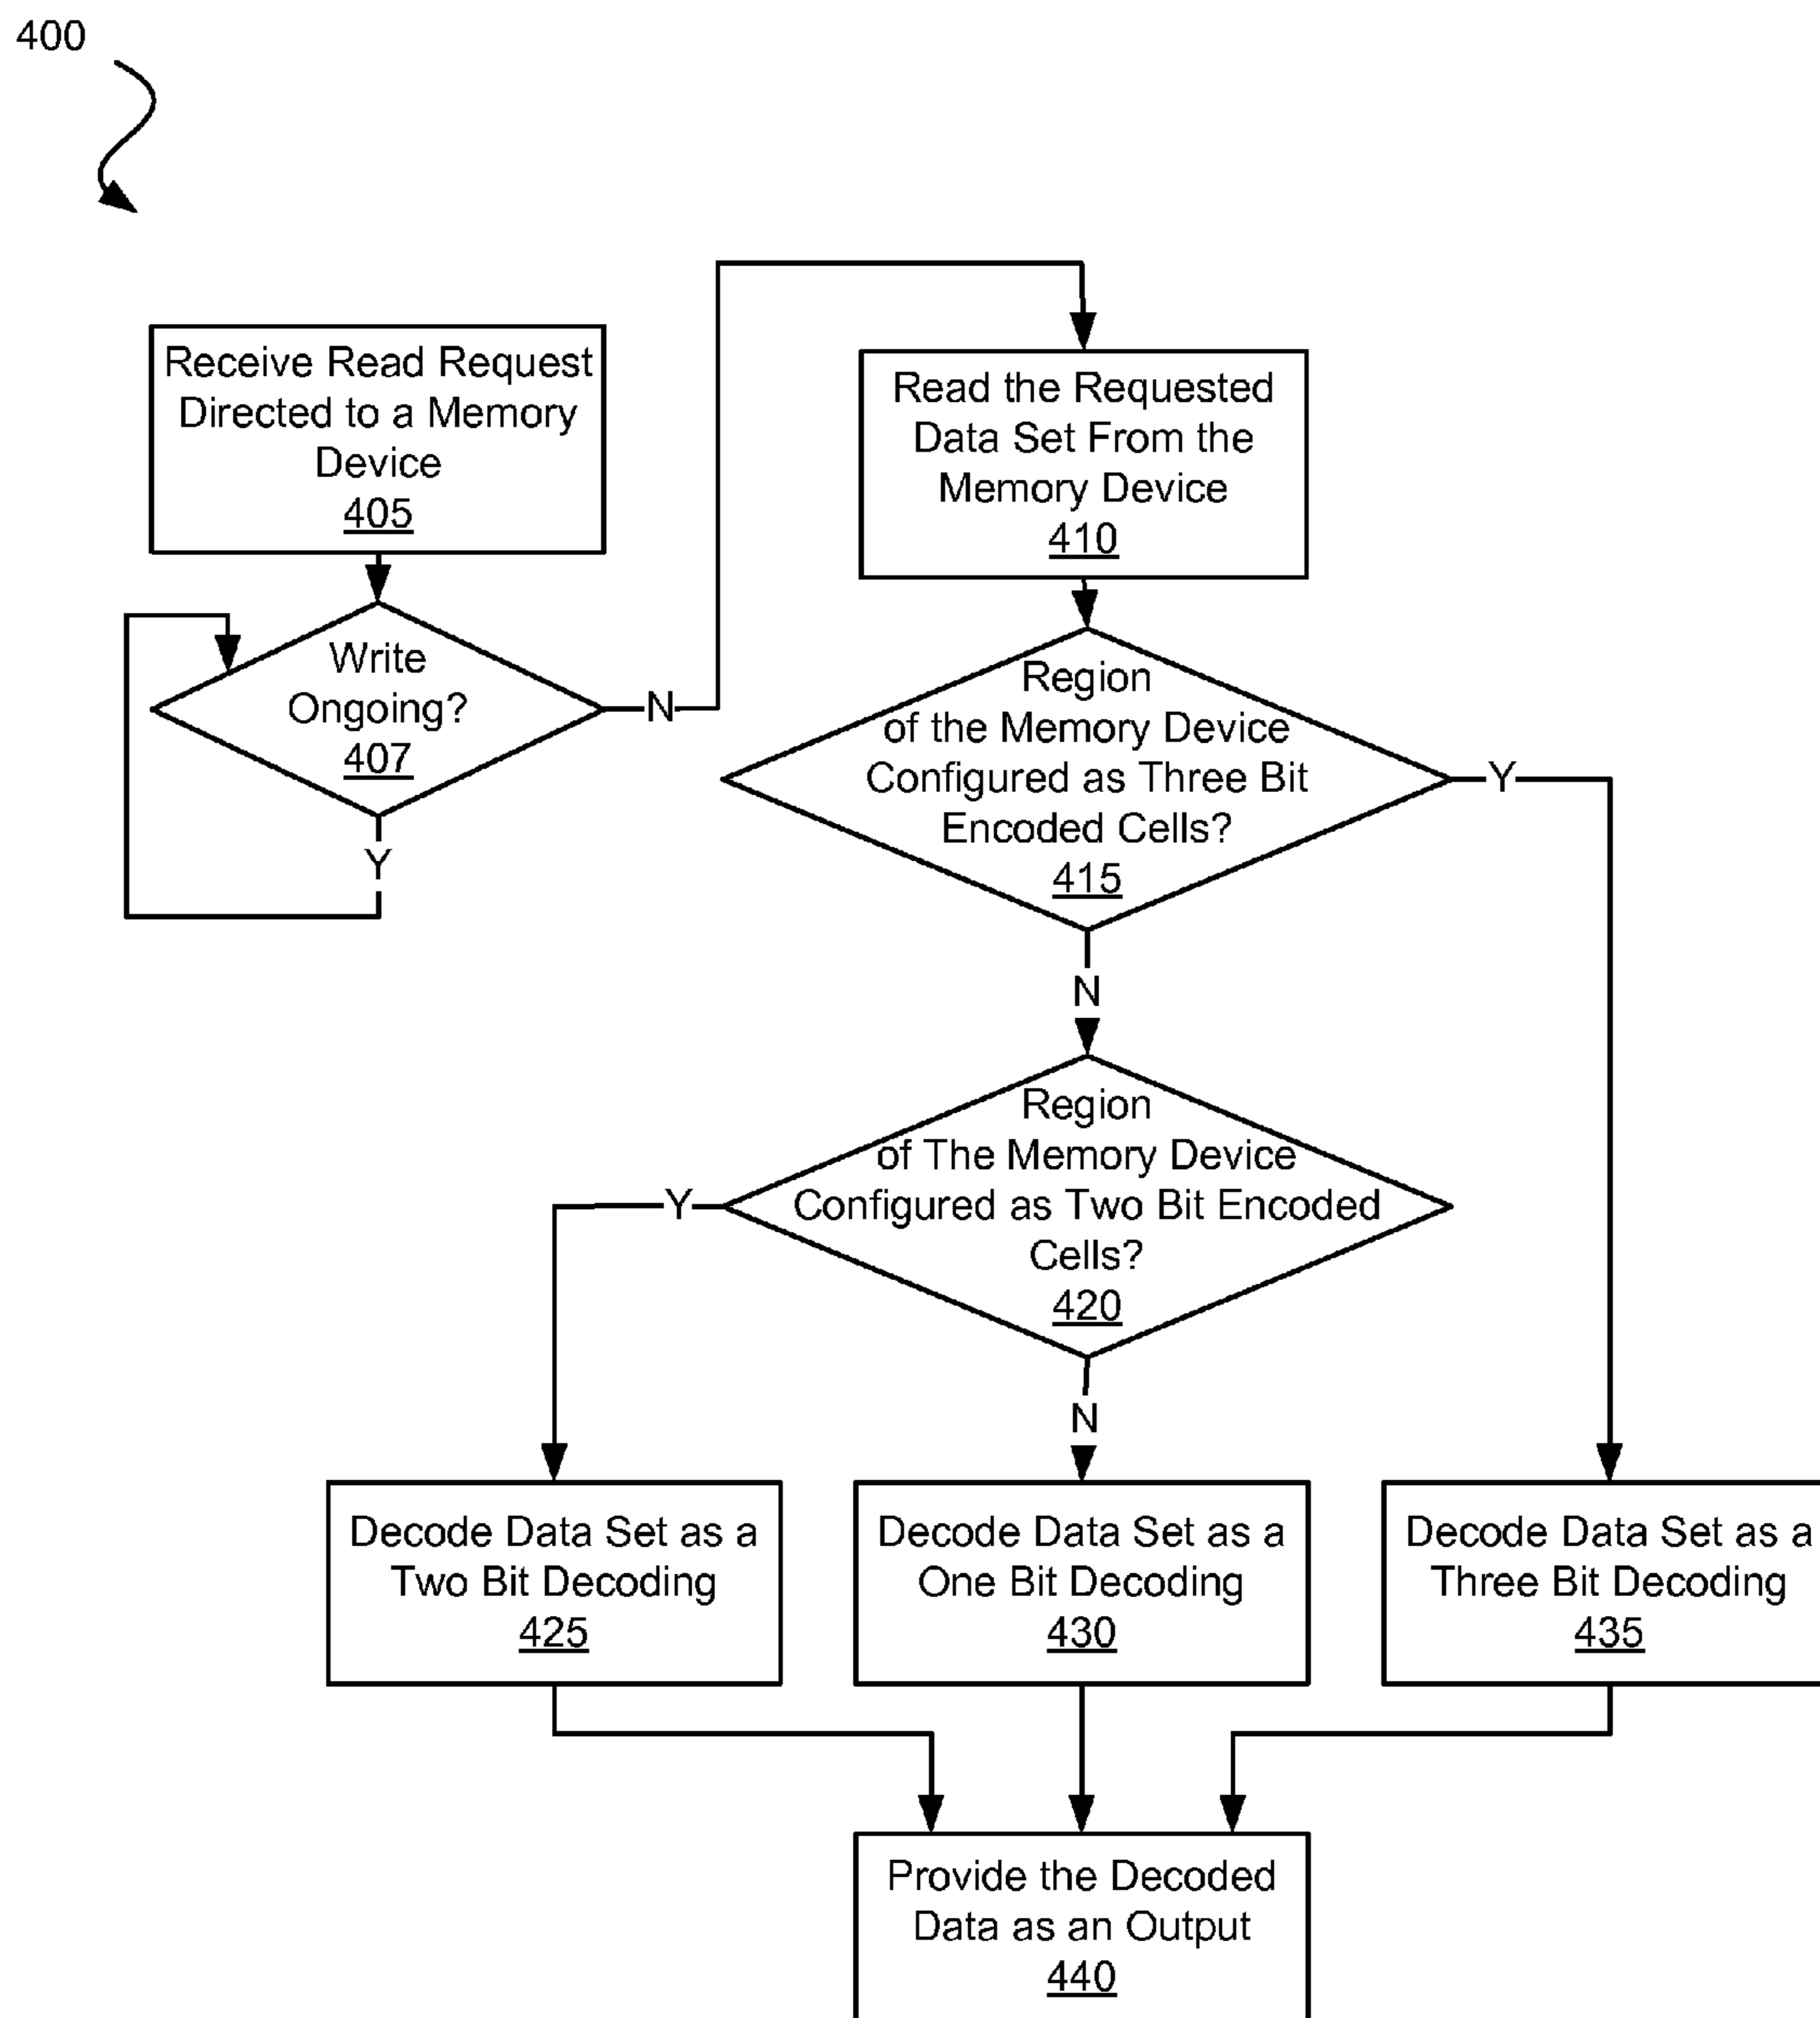 400
Receive Read Request
Directed to a Memory
Device
405
Write
Ongoing?
407
N
Y
Read the Requested
Data Set From the
Memory Device
410
Region
of the Memory Device
Configured as Three Bit
Encoded Cells?
415
Y
N
Region
of The Memory Device
Configured as Two Bit Encoded
Cells?
420
Y
N
Decode Data Set as a
Two Bit Decoding
425
Decode Data Set as a
One Bit Decoding
430
Decode Data Set as a
Three Bit Decoding
435
Provide the Decoded
Data as an Output
440